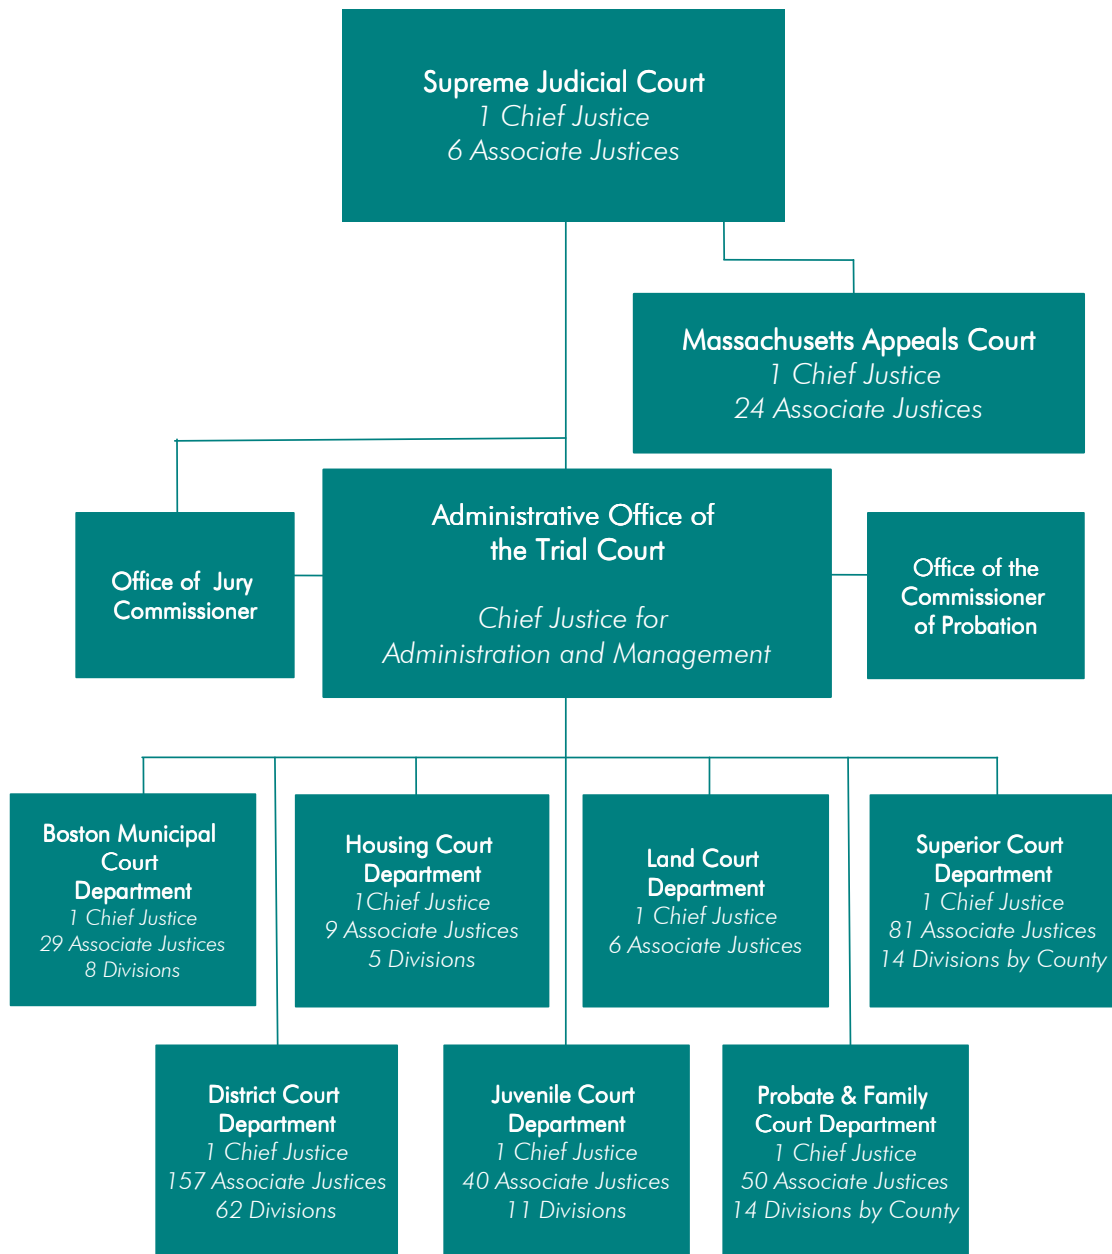 Supreme Judicial Court
1 Chief Justice
6 Associate Justices
Massachusetts Appeals Court
1 Chief Justice
24 Associate Justices
Office of Jury
Commissioner
Administrative Office of
the Trial Court
Chief Justice for
Administration and Management
Office of the
Commissioner
of Probation
Boston Municipal
Court
Department
1 Chief Justice
29 Associate Justices
8 Divisions
Housing Court
Department
1Chief Justice
9 Associate Justices
5 Divisions
Land Court
Department
1 Chief Justice
6 Associate Justices
Superior Court
Department
1 Chief Justice
81 Associate Justices
14 Divisions by County
District Court
Department
1 Chief Justice
157 Associate Justices
62 Divisions
Juvenile Court
Department
1 Chief Justice
40 Associate Justices
11 Divisions
Probate & Family
Court Department
1 Chief Justice
50 Associate Justices
14 Divisions by County